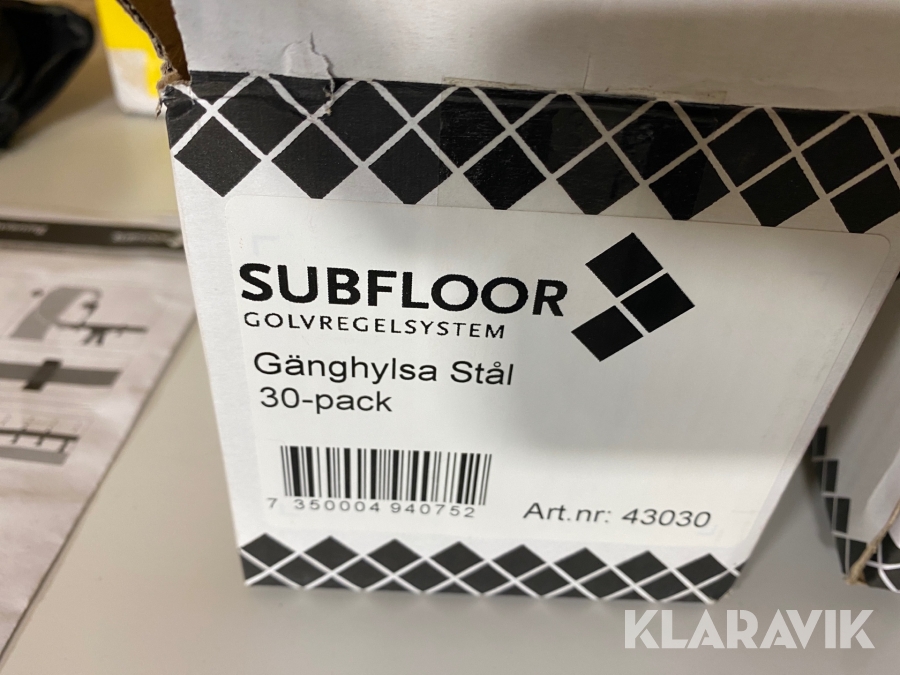 SUBFLOOR
GOLVREGELSYSTEM
Gänghylsa Stål
30-pack
7 350004 940752
Art.nr: 43030
KLARAVIK